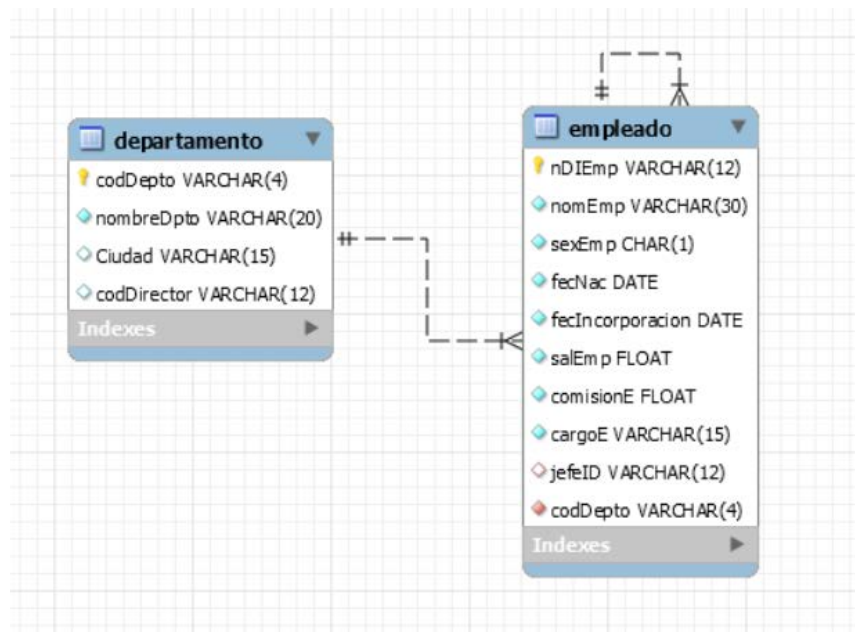 departamento
codDepto VARCHAR(4)
nombreDpto VARCHAR(20)
Ciudad VARCHAR(15)
codDirector VARCHAR(12)
Indexes
empleado
nDIEmp VARCHAR(12)
nomEmp VARCHAR(30)
sexEmp CHAR(1)
fecNac DATE
fecIncorporacion DATE
salEmp FLOAT
comisionE FLOAT
cargoE VARCHAR(15)
jefeID VARCHAR(12)
codDepto VARCHAR(4)
Indexes